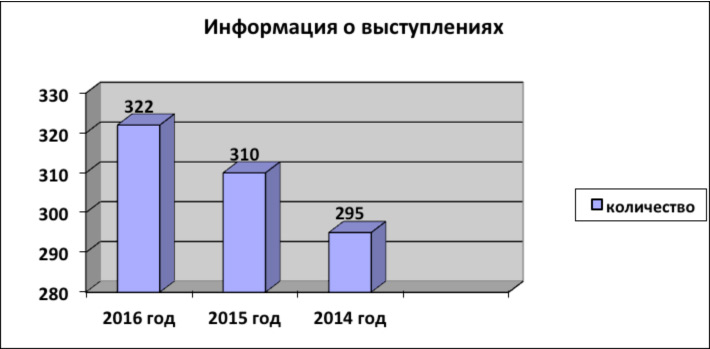 Информация о выступлениях
330
320
310
300
290
280
322
310
295
2016 год
2015 год
2014 год
количество